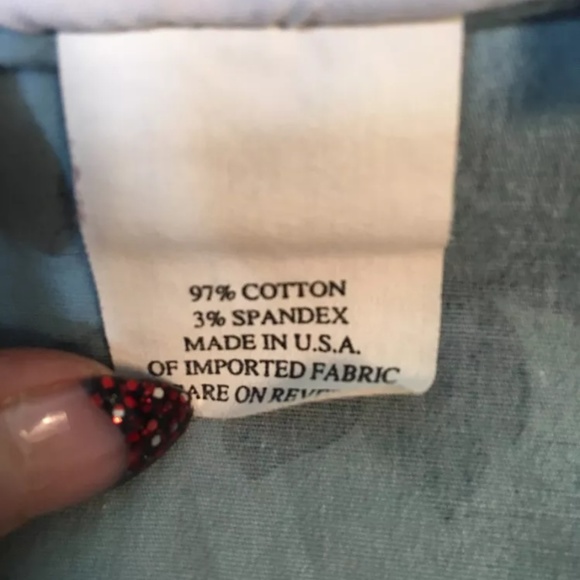 97% COTTON
3% SPANDEX
MADE IN U.S.A.
OF IMPORTED FABRIC
ON